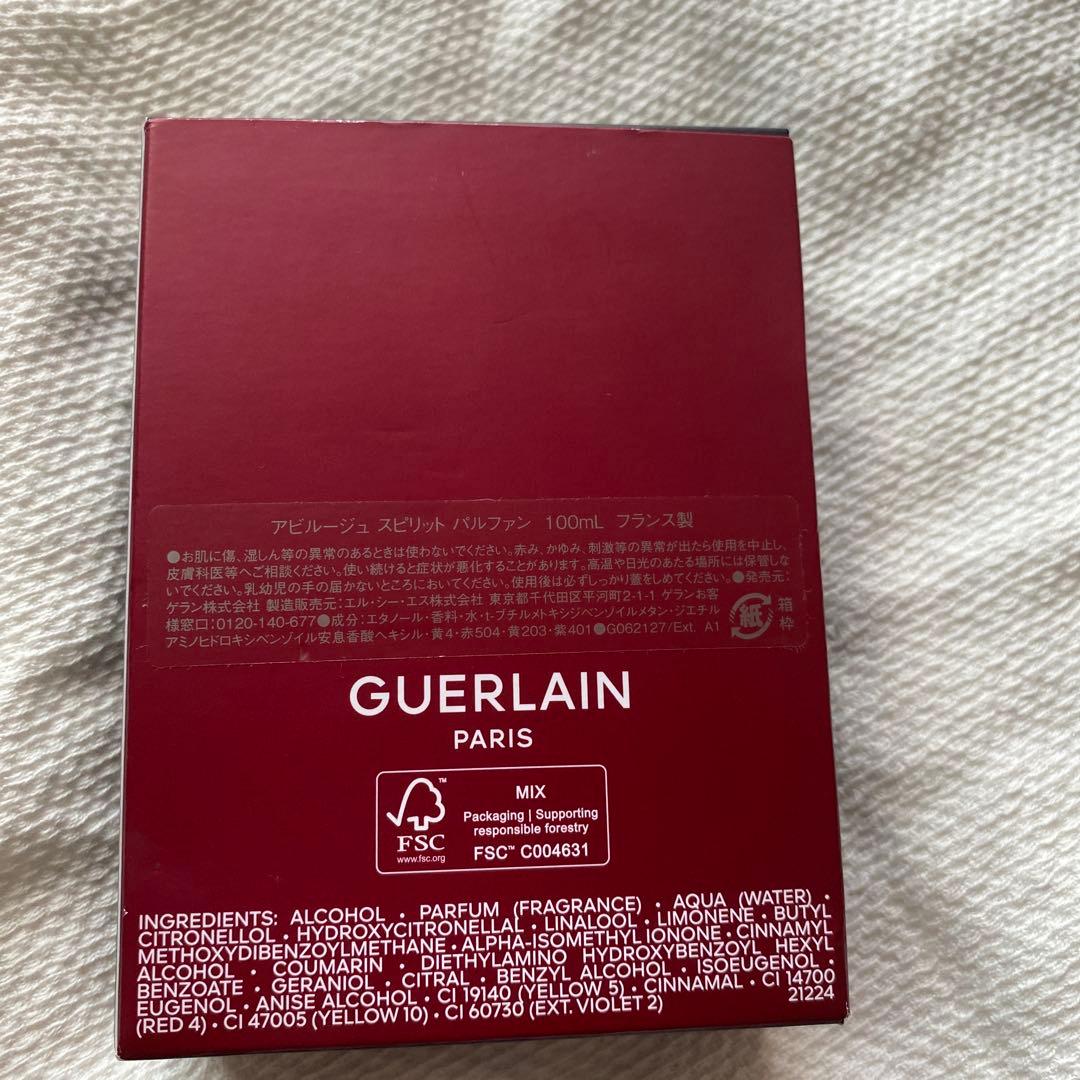 アビルージュ スピリット パルファン 100mL フランス製
●お肌に傷、湿しん等の異常のあるときは使わないでください。赤み、かゆみ、刺激等の異常が出たら使用を中止し、
皮膚科医等へご相談ください。使い続けると症状が悪化することがあります。高温や日光のあたる場所には保管しな
いでください。乳幼児の手の届かないところにおいてください。使用後は必ずしっかり蓋をしめてください。●発売元:
ゲラン株式会社 製造販売元:エル・シー・エス株式会社 東京都千代田区平河町2-1-1 ゲランお客
様窓口:0120-140-677●成分:エタノール・香料・水・t-ブチルメトキシジベンゾイルメタン・ジエチル
アミノヒドロキシベンゾイル安息香酸ヘキシル・黄4・赤504・黄203・紫401●G062127/Ext. A1
紙
箱
枠
GUERLAIN
PARIS
FSC
www.fsc.org
MIX
Packaging | Supporting
responsible forestry
FSC™ C004631
INGREDIENTS: ALCOHOL • PARFUM (FRAGRANCE) • AQUA (WATER) •
CITRONELLOL • HYDROXYCITRONELLAL • LINALOOL • LIMONENE • BUTYL
METHOXYDIBENZOYLMETHANE • ALPHA-ISOMETHYL IONONE • CINNAMYL
ALCOHOL • COUMARIN • DIETHYLAMINO HYDROXYBENZOYL HEXYL
BENZOATE • GERANIOL • CITRAL • BENZYL ALCOHOL • ISOEUGENOL •
EUGENOL • ANISE ALCOHOL • CI 19140 (YELLOW 5) • CINNAMAL • CI 14700
(RED 4) • CI 47005 (YELLOW 10) • CI 60730 (EXT. VIOLET 2) 21224